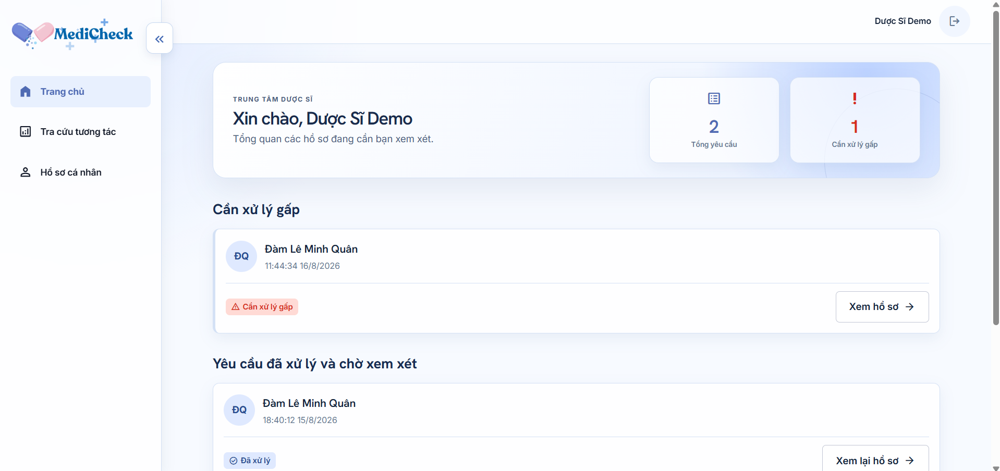 MediCheck
Dược Sĩ Demo
Trang chủ
Tra cứu tương tác
Hồ sơ cá nhân
TRUNG TÂM DƯỢC SĨ
Xin chào, Dược Sĩ Demo
Tổng quan các hồ sơ đang cần bạn xem xét.
2
Tổng yêu cầu
!
1
Cần xử lý gấp
Cần xử lý gấp
ĐQ
Đàm Lê Minh Quân
11:44:34 16/8/2026
Cần xử lý gấp
Xem hồ sơ →
Yêu cầu đã xử lý và chờ xem xét
ĐQ
Đàm Lê Minh Quân
18:40:12 15/8/2026
Đã xử lý
Xem lại hồ sơ →